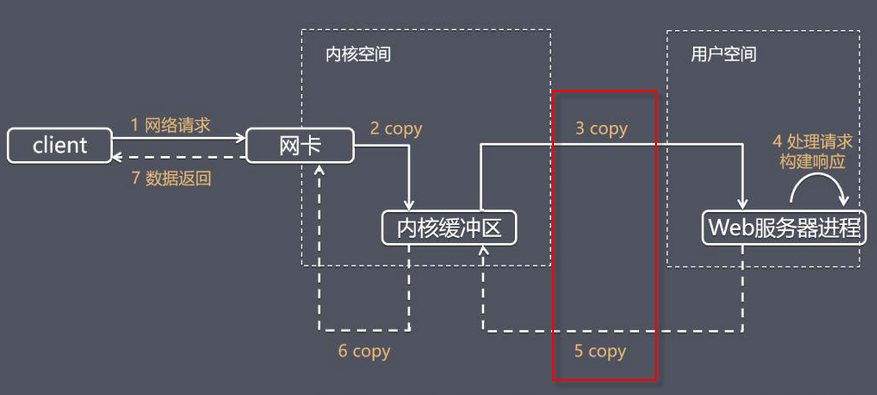 内核空间
用户空间
1 网络请求
client
网卡
2 copy
3 copy
4 处理请求
构建响应
7 数据返回
内核缓冲区
Web服务器进程
6 copy
5 copy